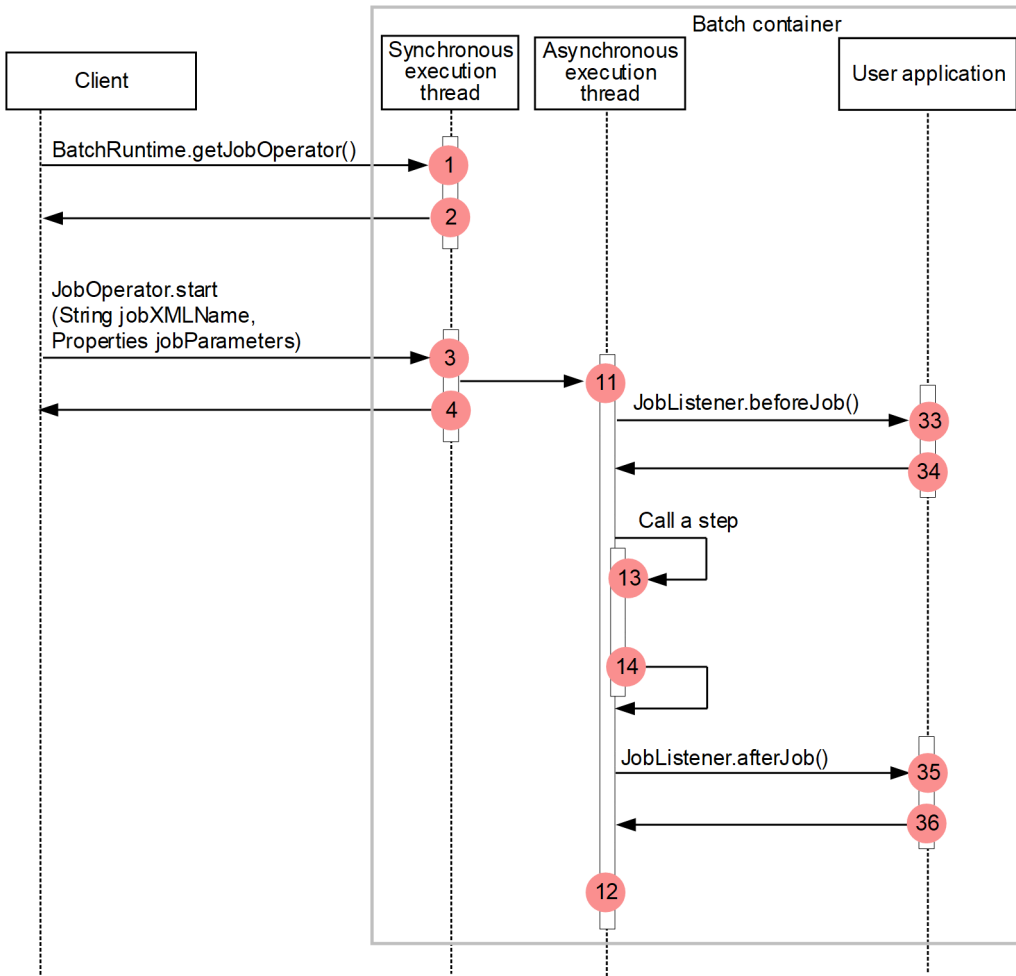 Batch container
Client
Synchronous
execution
thread
Asynchronous
execution
thread
User application
BatchRuntime.getJobOperator()
1
2
JobOperator.start
(String jobXMLName,
Properties jobParameters)
3
11
4
JobListener.beforeJob()
33
34
Call a step
13
14
JobListener.afterJob()
35
36
12